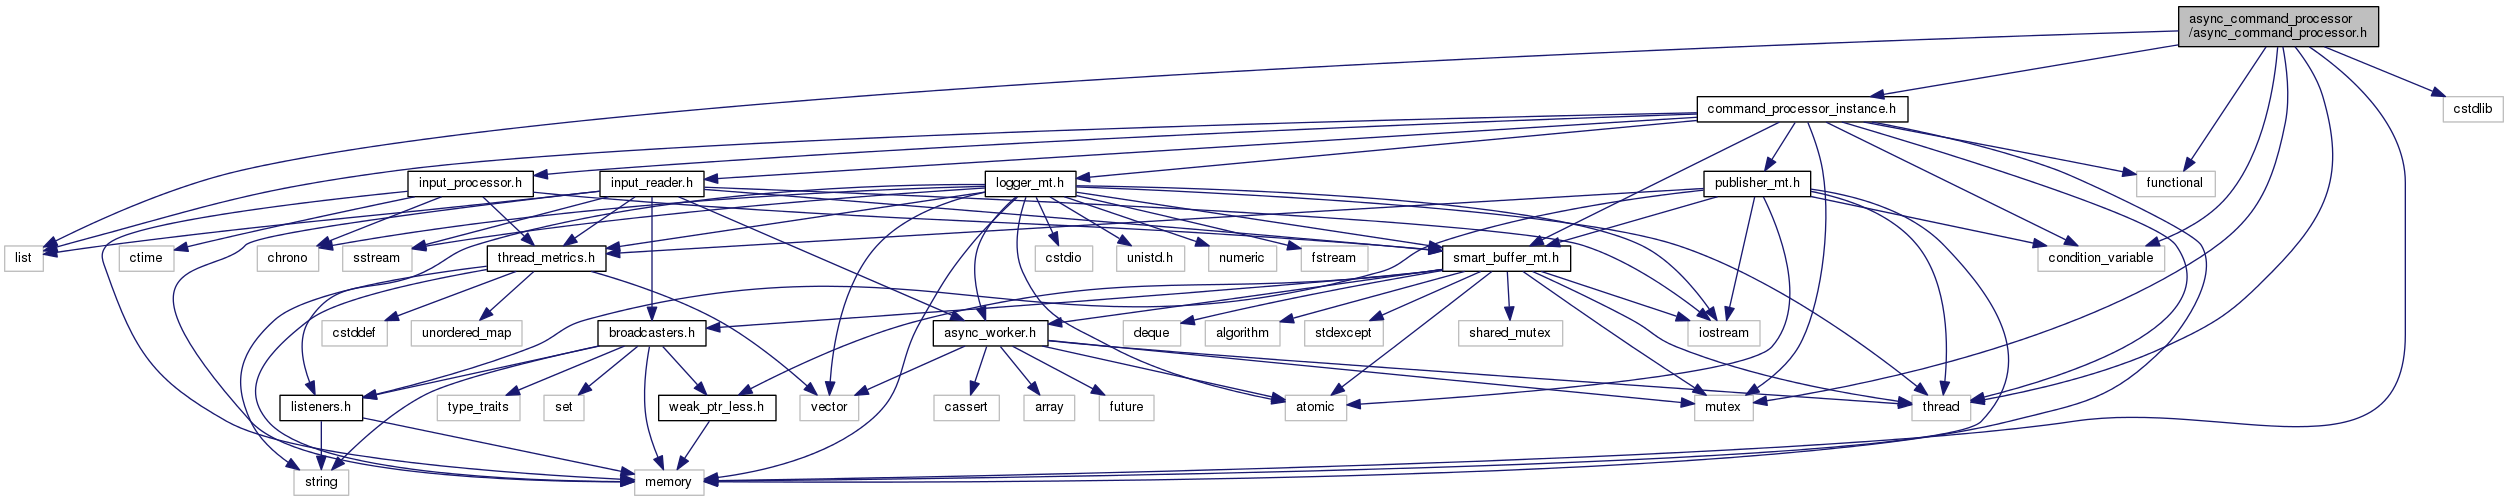 async_command_processor
/async_command_processor.h
command_processor_instance.h
cstdlib
input_processor.h
input_reader.h
logger_mt.h
publisher_mt.h
functional
list
ctime
chrono
sstream
thread_metrics.h
cstdio
unistd.h
numeric
fstream
smart_buffer_mt.h
condition_variable
cstddef
unordered_map
broadcasters.h
async_worker.h
deque
algorithm
stdexcept
shared_mutex
iostream
listeners.h
type_traits
set
weak_ptr_less.h
vector
cassert
array
future
atomic
mutex
thread
string
memory